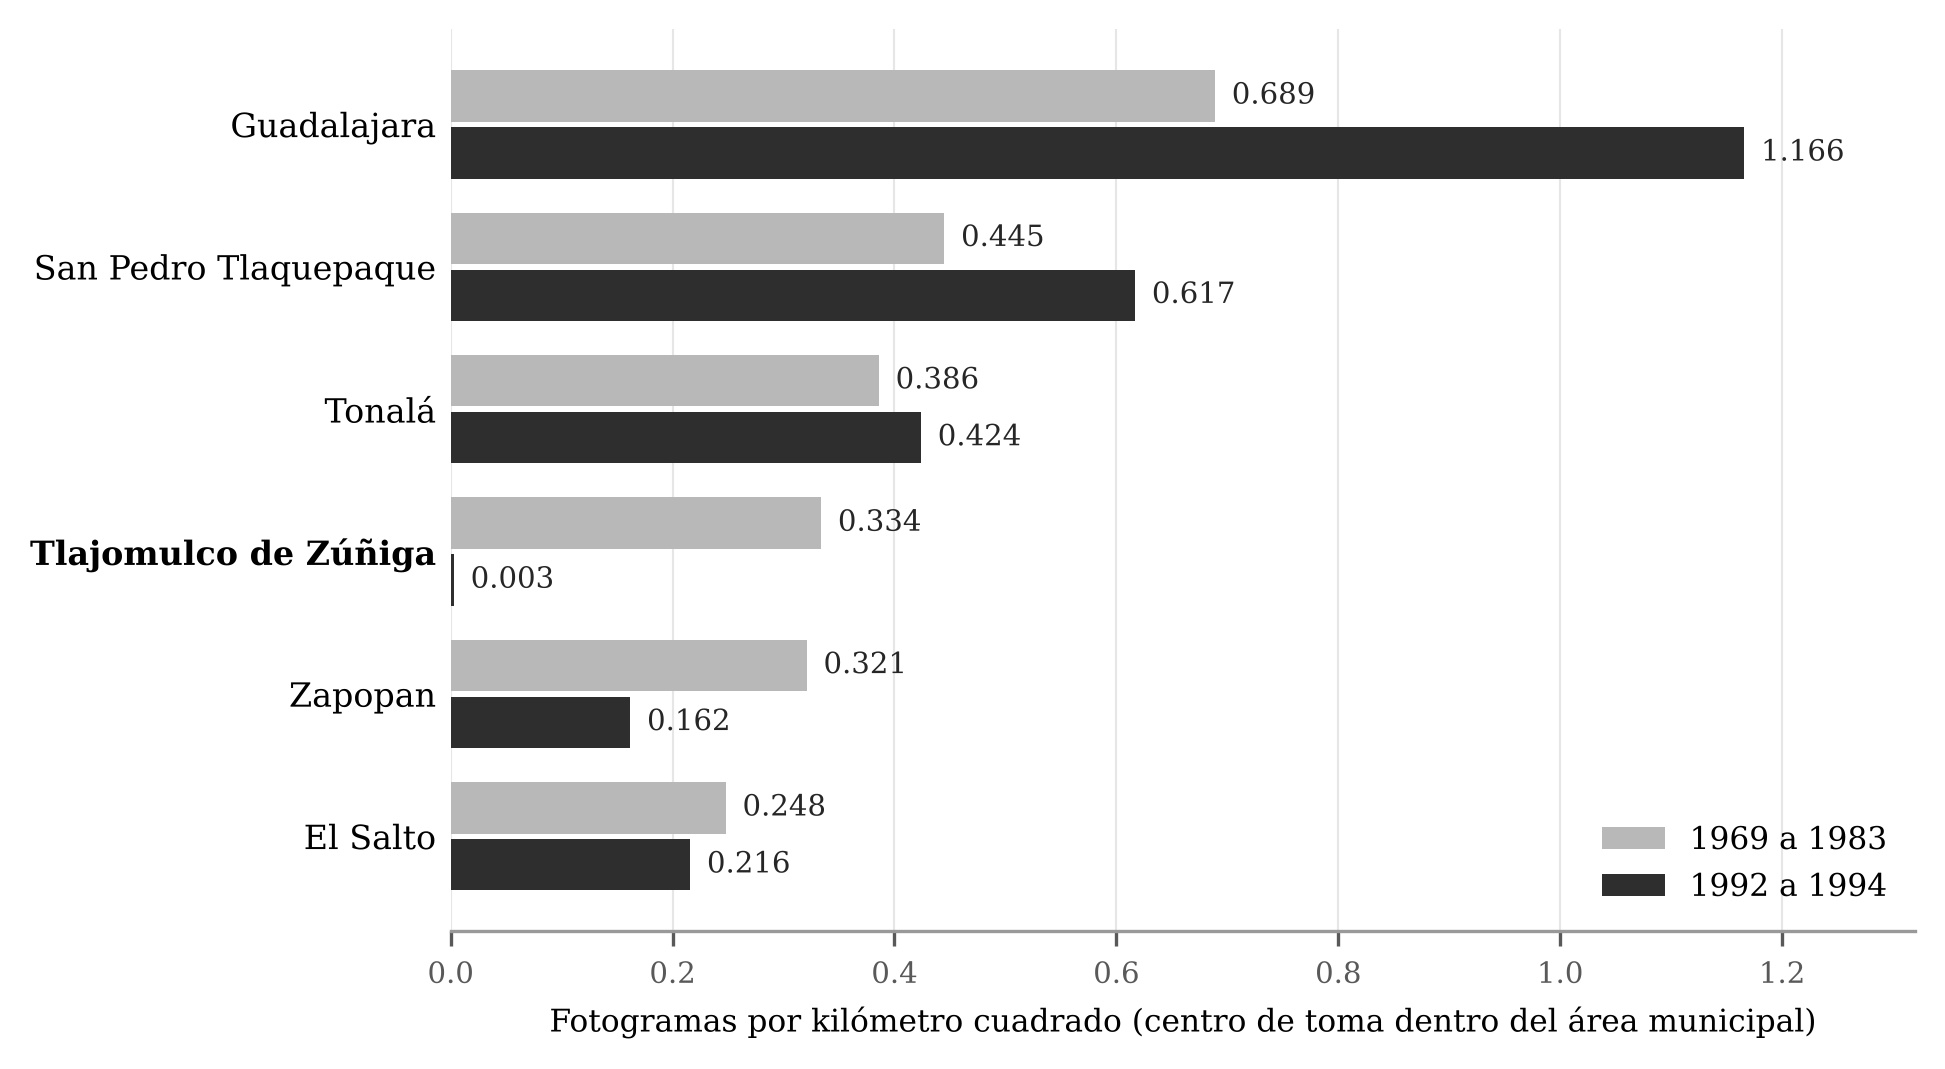 Guadalajara
0.689
1.166
San Pedro Tlaquepaque
0.445
0.617
Tonalá
0.386
0.424
Tlajomulco de Zúñiga
0.334
0.003
Zapopan
0.321
0.162
El Salto
0.248
0.216
1969 a 1983
1992 a 1994
0.0 0.2 0.4 0.6 0.8 1.0 1.2
Fotogramas por kilómetro cuadrado (centro de toma dentro del área municipal)